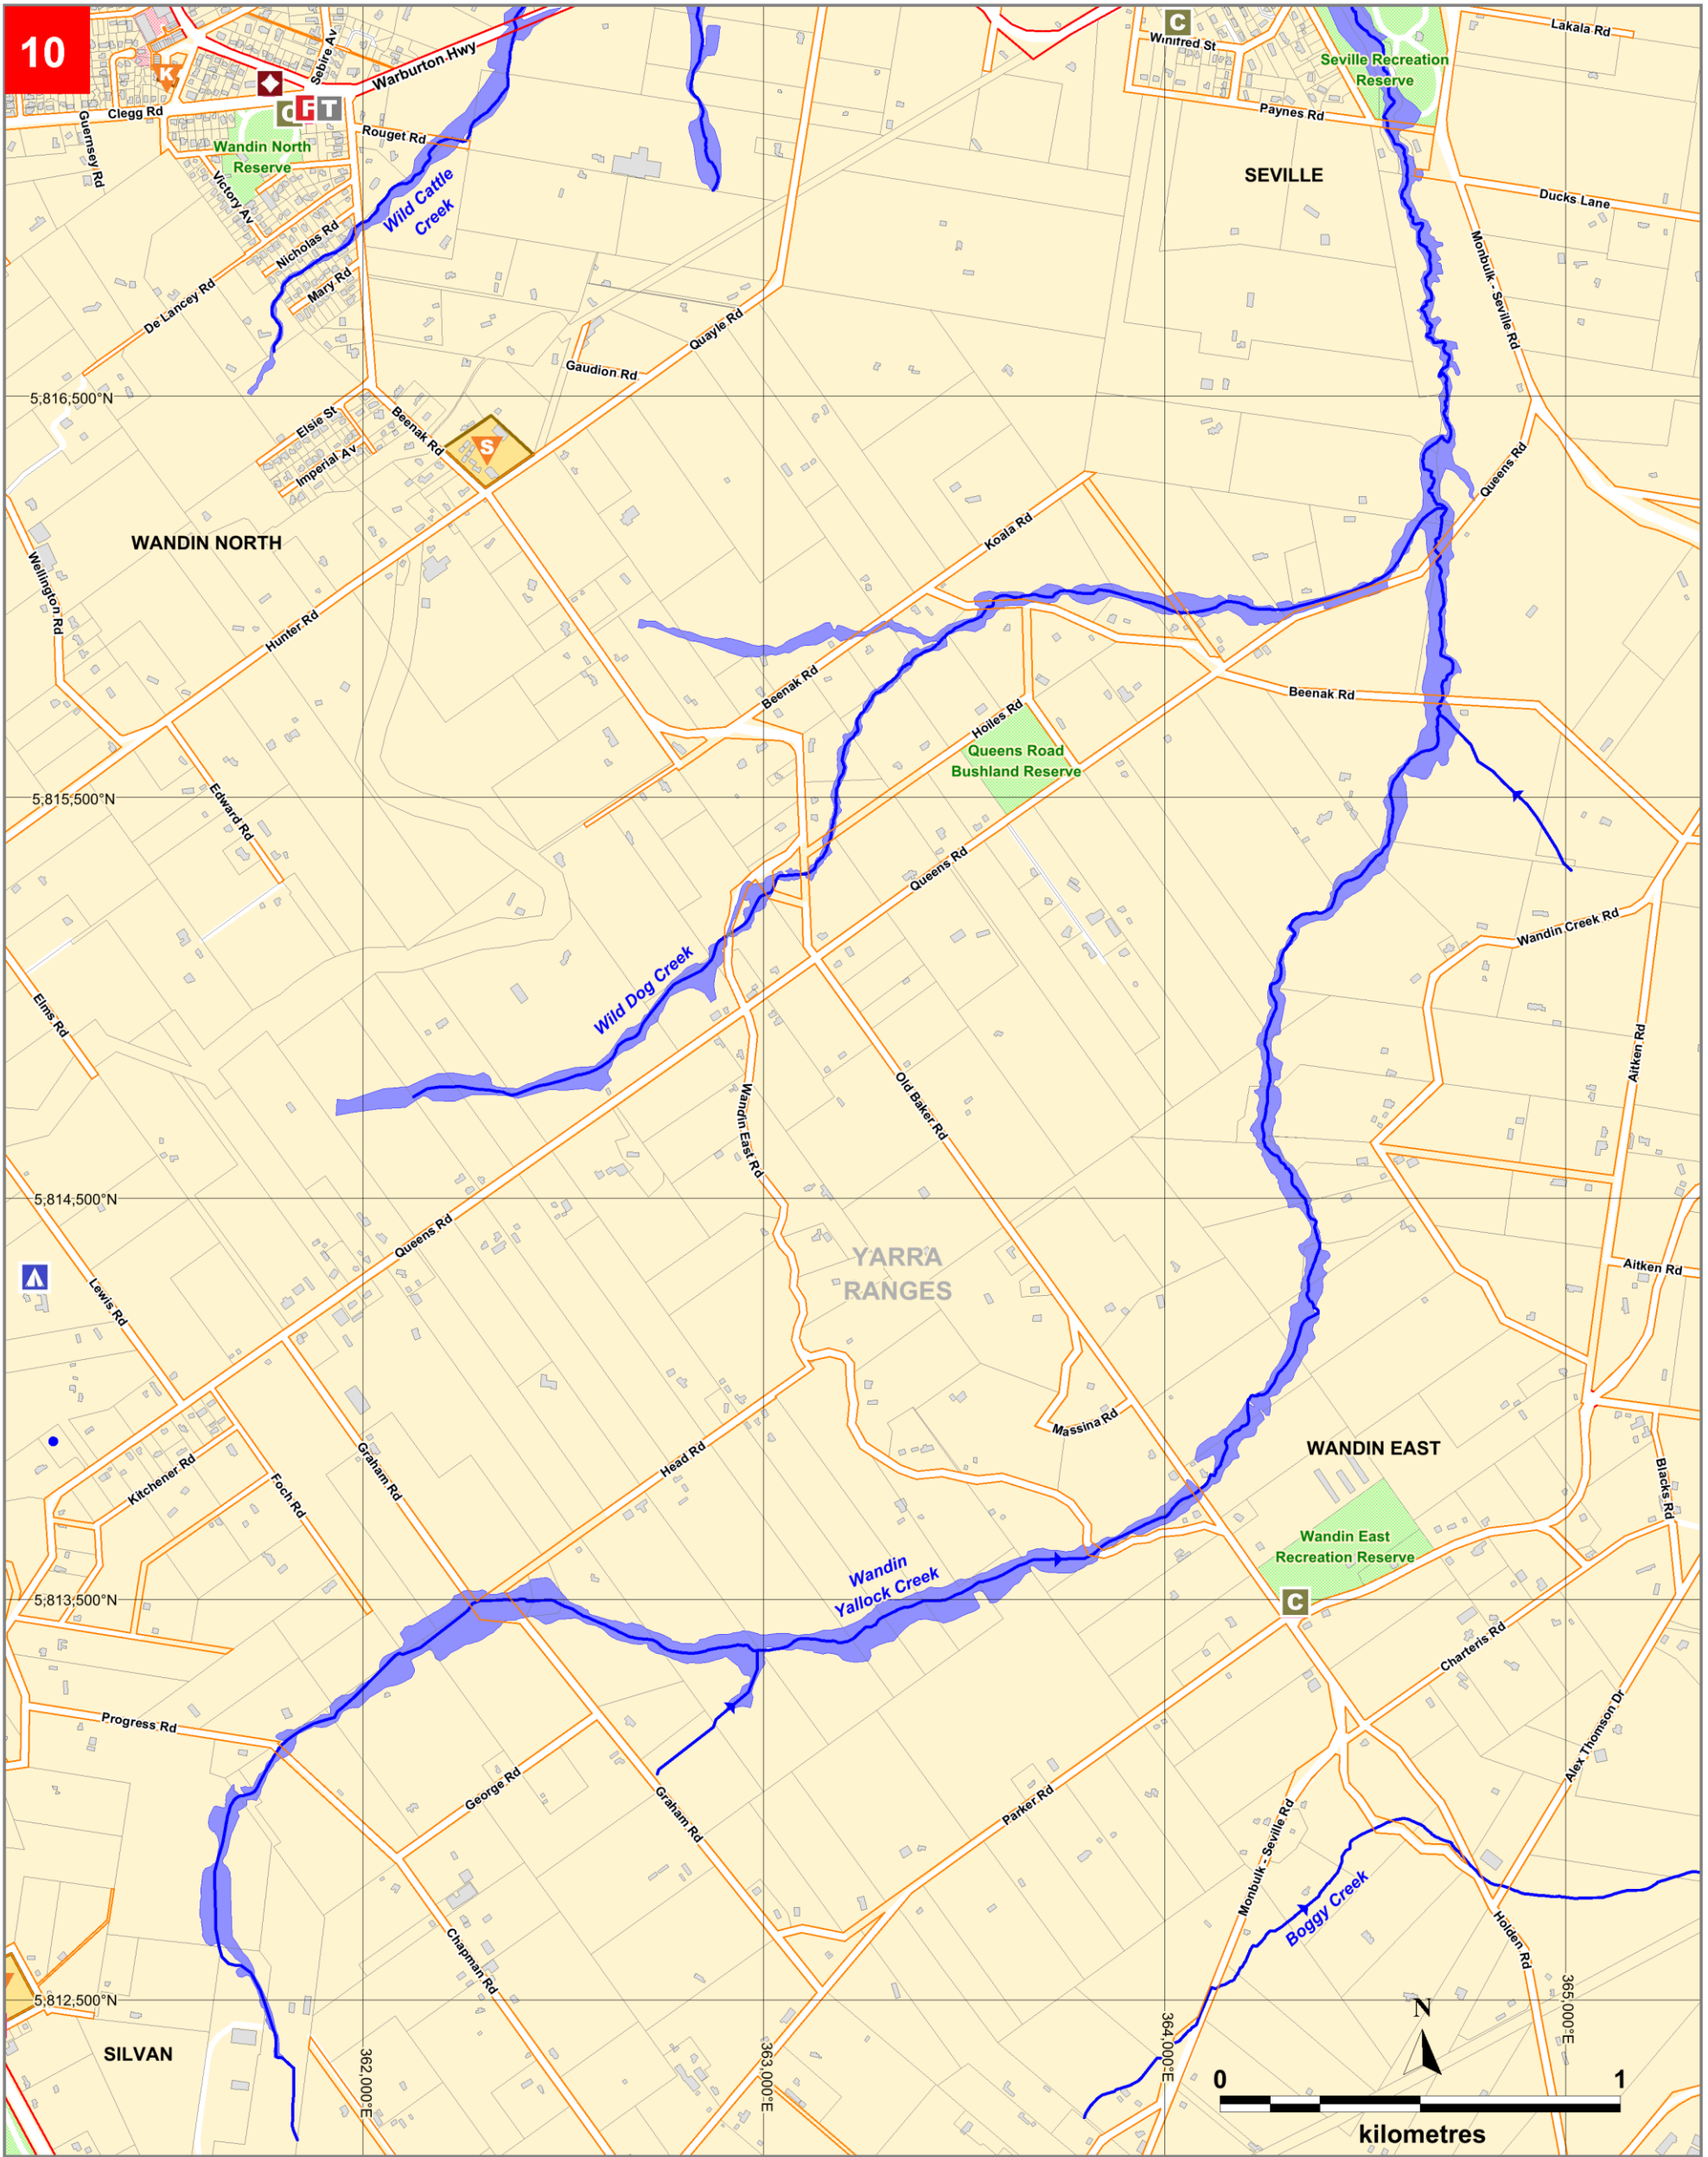 10
Sebire Av
Warburton Hwy
C
Winifred St
Lakala Rd
Seville Recreation
Reserve
K
Clegg Rd
F
T
Guernsey Rd
Rouget Rd
Paynes Rd
Wandin North
Reserve
SEVILLE
Victory Av
Wild Cattle
Creek
Ducks Lane
Nicholas Rd
Mary Rd
De Lancey Rd
Monbulk - Seville Rd
Quayle Rd
Gaudion Rd
5,816,500°N
Elsie St
Beenak Rd
S
Imperial Av
Queens Rd
WANDIN NORTH
Koala Rd
Wellington Rd
Hunter Rd
Beenak Rd
Beenak Rd
Hoiles Rd
Queens Road
Bushland Reserve
5,815,500°N
Edward Rd
Queens Rd
Wandin Creek Rd
Wild Dog Creek
Elms Rd
Aitken Rd
Old Baker Rd
Wandin East Rd
5,814,500°N
Queens Rd
YARRA
RANGES
Aitken Rd
Lewis Rd
Massina Rd
WANDIN EAST
Head Rd
Graham Rd
Kitchener Rd
Foch Rd
Blacks Rd
Wandin East
Recreation Reserve
Wandin
Yallock Creek
5,813,500°N
C
Charteris Rd
Progress Rd
Alex Thomson Dr
George Rd
Graham Rd
Parker Rd
Monbulk - Seville Rd
Boggy Creek
Chapman Rd
Holden Rd
5,812,500°N
SILVAN
362,000°E
363,000°E
364,000°E
365,000°E
N
0
1
kilometres